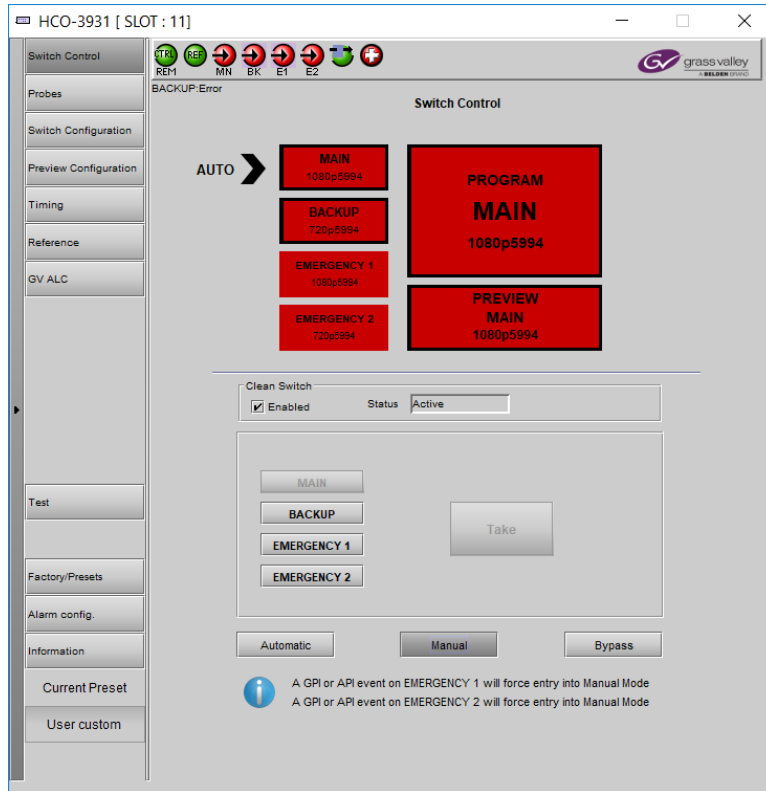 HCO-3931 [ SLOT : 11]
Switch Control
Probes
Switch Configuration
Preview Configuration
Timing
Reference
GV ALC
Test
Factory/Presets
Alarm config.
Information
Current Preset
User custom
CTRL
REF
REM
MN
BK
E1
E2
GV
grass valley
A BELDEN BRAND
BACKUP:Error
Switch Control
AUTO
MAIN
1080p5994
BACKUP
720p5994
EMERGENCY 1
1080p5994
EMERGENCY 2
720p5994
PROGRAM
MAIN
1080p5994
PREVIEW
MAIN
1080p5994
Clean Switch
Enabled
Status
Active
MAIN
BACKUP
EMERGENCY 1
EMERGENCY 2
Take
Automatic
Manual
Bypass
A GPI or API event on EMERGENCY 1 will force entry into Manual Mode
A GPI or API event on EMERGENCY 2 will force entry into Manual Mode